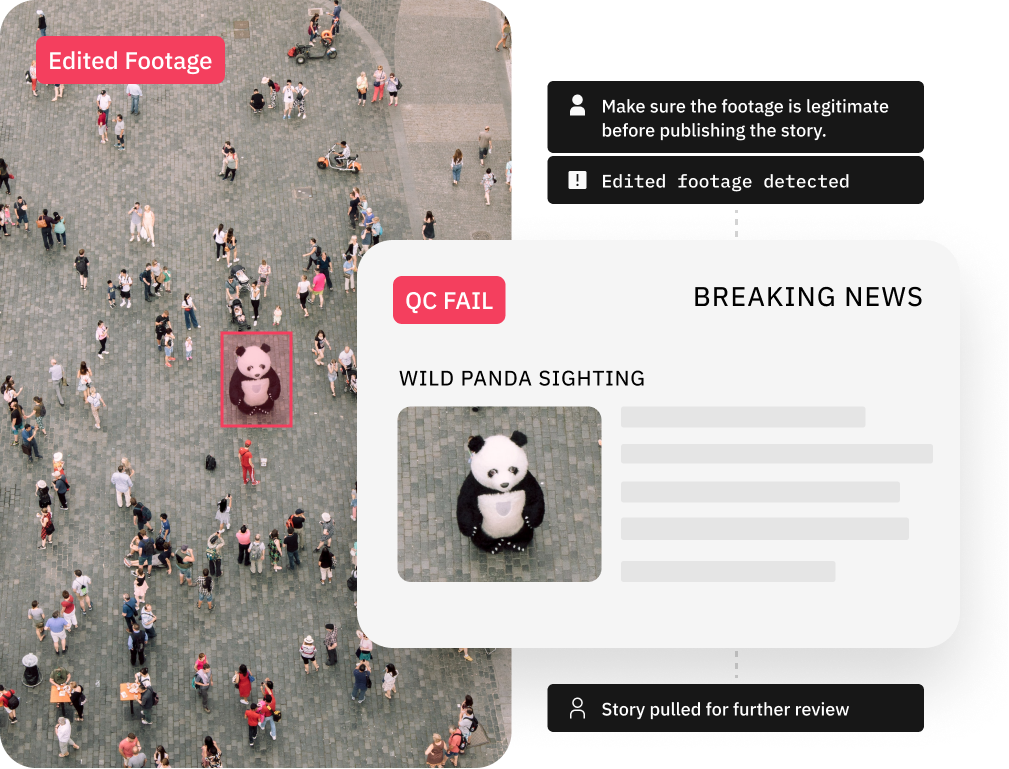 Edited Footage
Make sure the footage is legitimate
before publishing the story.
! Edited footage detected
QC FAIL
BREAKING NEWS
WILD PANDA SIGHTING
Story pulled for further review